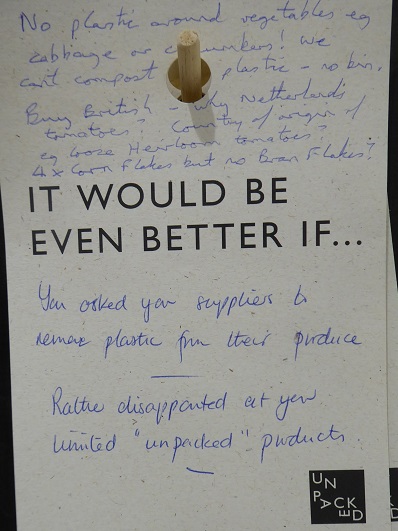 No plastic around vegetables eg
cabbage or cucumbers! We
can't compost plastic - no bin.
Buy British - why Netherlands
tomatoes? Country of origin of
eg loose Heirloom tomatoes?
4 x Corn Flakes but no Bran Flakes?
IT WOULD BE
EVEN BETTER IF...
You asked your suppliers to
remove plastic from their produce
Rather disappointed at your
limited "unpacked" products.
UN
PACK
ED